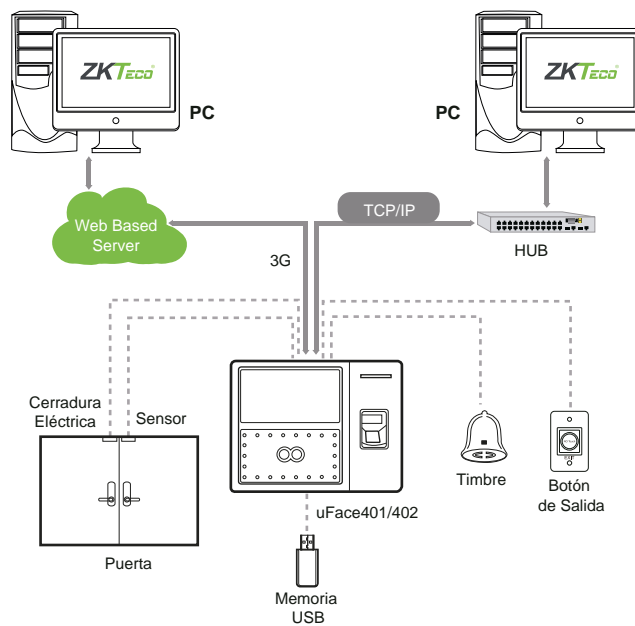 ZKTeco
ZKTeco
PC
PC
Web Based
Server
TCP/IP
HUB
3G
Cerradura
Eléctrica
Sensor
Timbre
Botón
de Salida
uFace401/402
Puerta
Memoria
USB